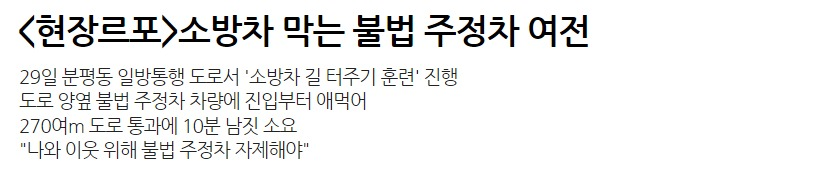 <현장르포>소방차 막는 불법 주정차 여전
29일 분평동 일방통행 도로서 '소방차 길 터주기 훈련' 진행
도로 양옆 불법 주정차 차량에 진입부터 애먹어
270여m 도로 통과에 10분 남짓 소요
"나와 이웃 위해 불법 주정차 자제해야"